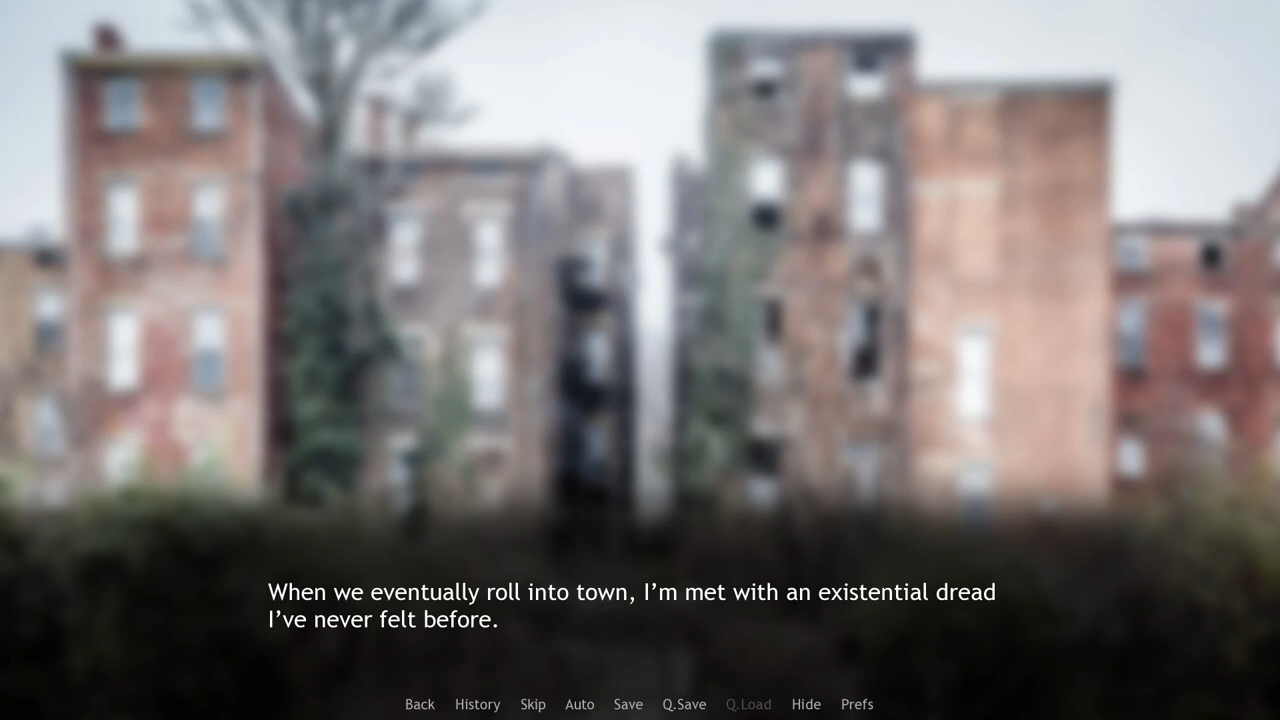 When we eventually roll into town, I’m met with an existential dread
I’ve never felt before.
Back History Skip Auto Save Q.Save Q.Load Hide Prefs